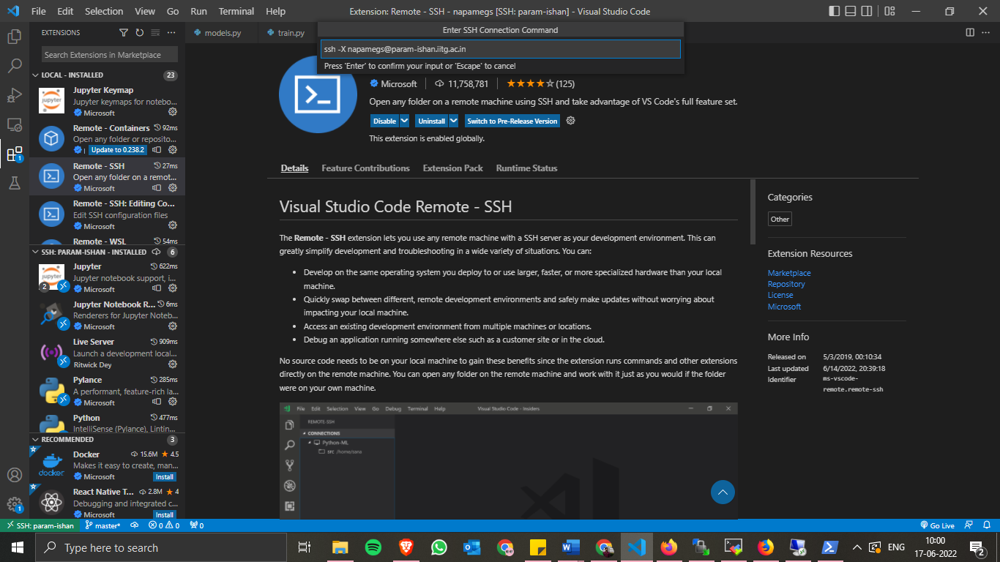 File Edit Selection View Go Run Terminal Help
Extension: Remote - SSH - napamegs [SSH: param-ishan] - Visual Studio Code
EXTENSIONS
Search Extensions in Marketplace
LOCAL - INSTALLED 23
Jupyter Keymap
Jupyter keymaps for notebo...
Microsoft
Remote - Containers 92ms
Open any folder or reposito...
Update to 0.238.2
Remote - SSH 27ms
Open any folder on a remot...
Microsoft
Remote - SSH: Editing Co...
Edit SSH configuration files
Microsoft
Remote - WSL 54ms
SSH: PARAM-ISHAN - INSTALLED 6
Jupyter 622ms
Jupyter notebook support, i...
2 Microsoft
Jupyter Notebook R... 6ms
Renderers for Jupyter Noteb...
Microsoft
Live Server 909ms
Launch a development local...
Ritwick Dey
Pylance 285ms
A performant, feature-rich la...
Microsoft
Python 477ms
IntelliSense (Pylance), Lintin...
RECOMMENDED 3
Docker 15.6M 4.5
Makes it easy to create, man...
docker
Microsoft Install
React Native T... 2.8M 4
Debugging and integrated c...
Microsoft Install
1
1
models.py train.py
Enter SSH Connection Command
ssh -X napamegs@param-ishan.iitg.ac.in
Press 'Enter' to confirm your input or 'Escape' to cancel
Microsoft 11,758,781 (125)
Open any folder on a remote machine using SSH and take advantage of VS Code's full feature set.
Disable Uninstall Switch to Pre-Release Version
This extension is enabled globally.
Details Feature Contributions Extension Pack Runtime Status
Visual Studio Code Remote - SSH
The Remote - SSH extension lets you use any remote machine with a SSH server as your development environment. This can
greatly simplify development and troubleshooting in a wide variety of situations. You can:
• Develop on the same operating system you deploy to or use larger, faster, or more specialized hardware than your local
machine.
• Quickly swap between different, remote development environments and safely make updates without worrying about
impacting your local machine.
• Access an existing development environment from multiple machines or locations.
• Debug an application running somewhere else such as a customer site or in the cloud.
No source code needs to be on your local machine to gain these benefits since the extension runs commands and other extensions
directly on the remote machine. You can open any folder on the remote machine and work with it just as you would if the folder
were on your own machine.
File Edit Selection View Go Debug Terminal Help Visual Studio Code - Insiders
REMOTE-SSH
CONNECTIONS
Python-ML
src /home/sana
Categories
Other
Extension Resources
Marketplace
Repository
License
Microsoft
More Info
Released on 5/3/2019, 00:10:34
Last updated 6/14/2022, 20:39:18
Identifier ms-vscode-
remote.remote-ssh
SSH: param-ishan master* 0 0 0 Go Live
Type here to search
ENG 10:00
17-06-2022
2